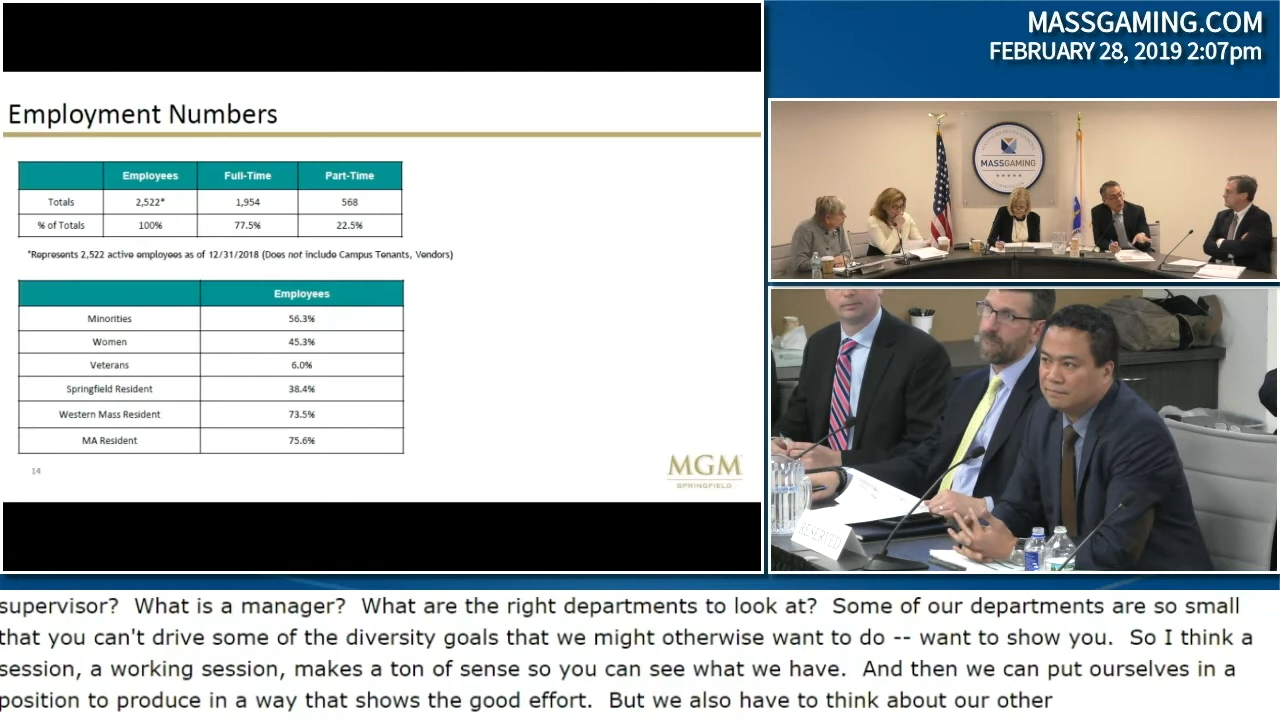 MASSGAMING.COM
FEBRUARY 28, 2019 2:07pm
Employment Numbers
Employees Full-Time Part-Time
Totals 2,522* 1,954 568
% of Totals 100% 77.5% 22.5%
*Represents 2,522 active employees as of 12/31/2018 (Does not include Campus Tenants, Vendors)
Employees
Minorities 56.3%
Women 45.3%
Veterans 6.0%
Springfield Resident 38.4%
Western Mass Resident 73.5%
MA Resident 75.6%
14
MGM
SPRINGFIELD
MASSGAMING
RESERVED
supervisor? What is a manager? What are the right departments to look at? Some of our departments are so small
that you can't drive some of the diversity goals that we might otherwise want to do -- want to show you. So I think a
session, a working session, makes a ton of sense so you can see what we have. And then we can put ourselves in a
position to produce in a way that shows the good effort. But we also have to think about our other